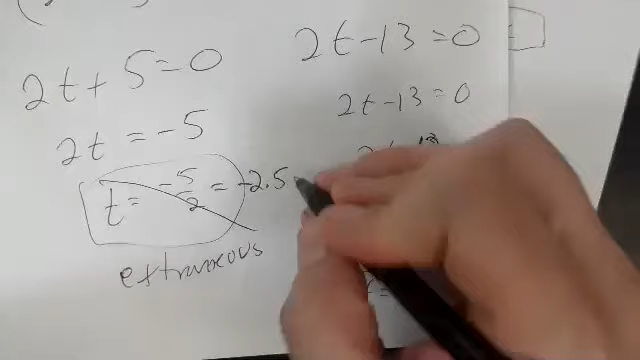 2t + 5 = 0
2t = -5
t = -5/2 = -2.5
extraneous
2t - 13 = 0
2t - 13 = 0